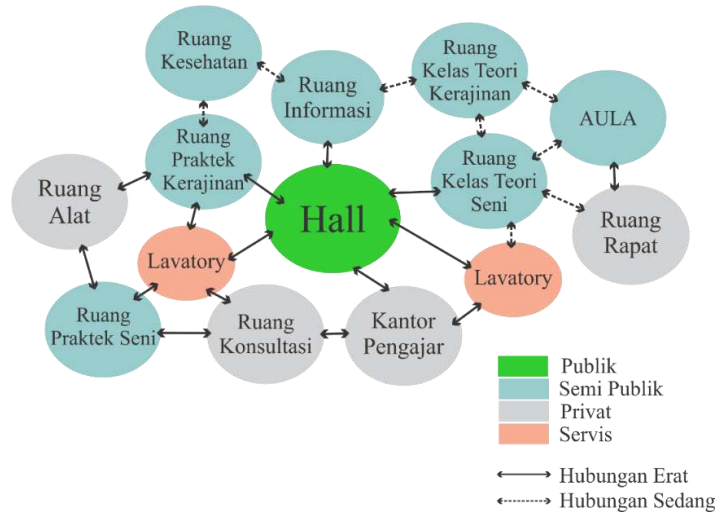 Ruang
Kesehatan
Ruang
Informasi
Ruang
Kelas Teori
Kerajinan
AULA
Ruang
Praktek
Kerajinan
Ruang
Kelas Teori
Seni
Ruang
Alat
Hall
Ruang
Rapat
Lavatory
Lavatory
Ruang
Praktek Seni
Ruang
Konsultasi
Kantor
Pengajar
Publik
Semi Publik
Privat
Servis
Hubungan Erat
Hubungan Sedang